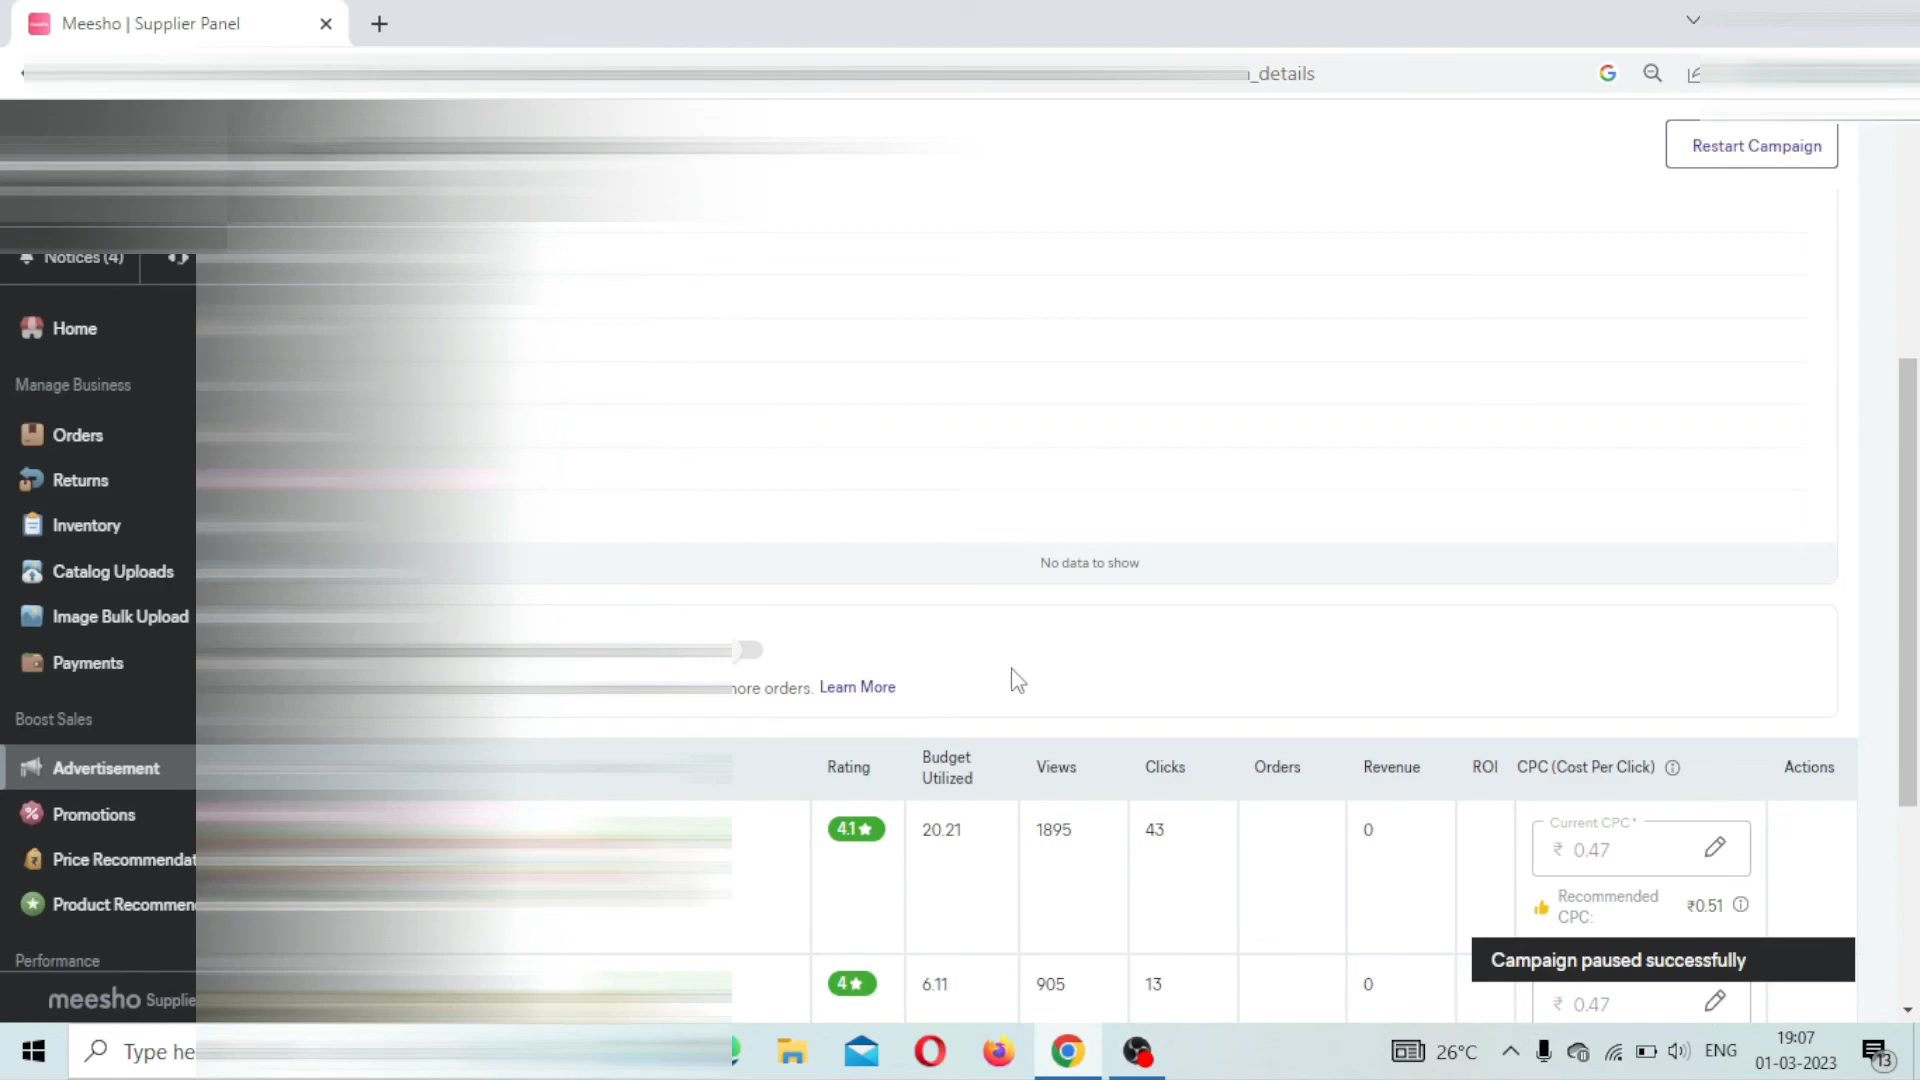 Meesho | Supplier Panel
_details
Restart Campaign
Notices (4)
Home
Manage Business
Orders
Returns
Inventory
Catalog Uploads
Image Bulk Upload
Payments
Boost Sales
Advertisement
Promotions
Price Recommendat
Product Recommen
Performance
meesho Supplie
No data to show
more orders. Learn More
Rating Budget Utilized Views Clicks Orders Revenue ROI CPC (Cost Per Click) Actions
4.1 20.21 1895 43 0
Current CPC*
₹ 0.47
Recommended CPC: ₹0.51
Campaign paused successfully
4 6.11 905 13 0
₹ 0.47
Type he
26°C
ENG
19:07
01-03-2023
13